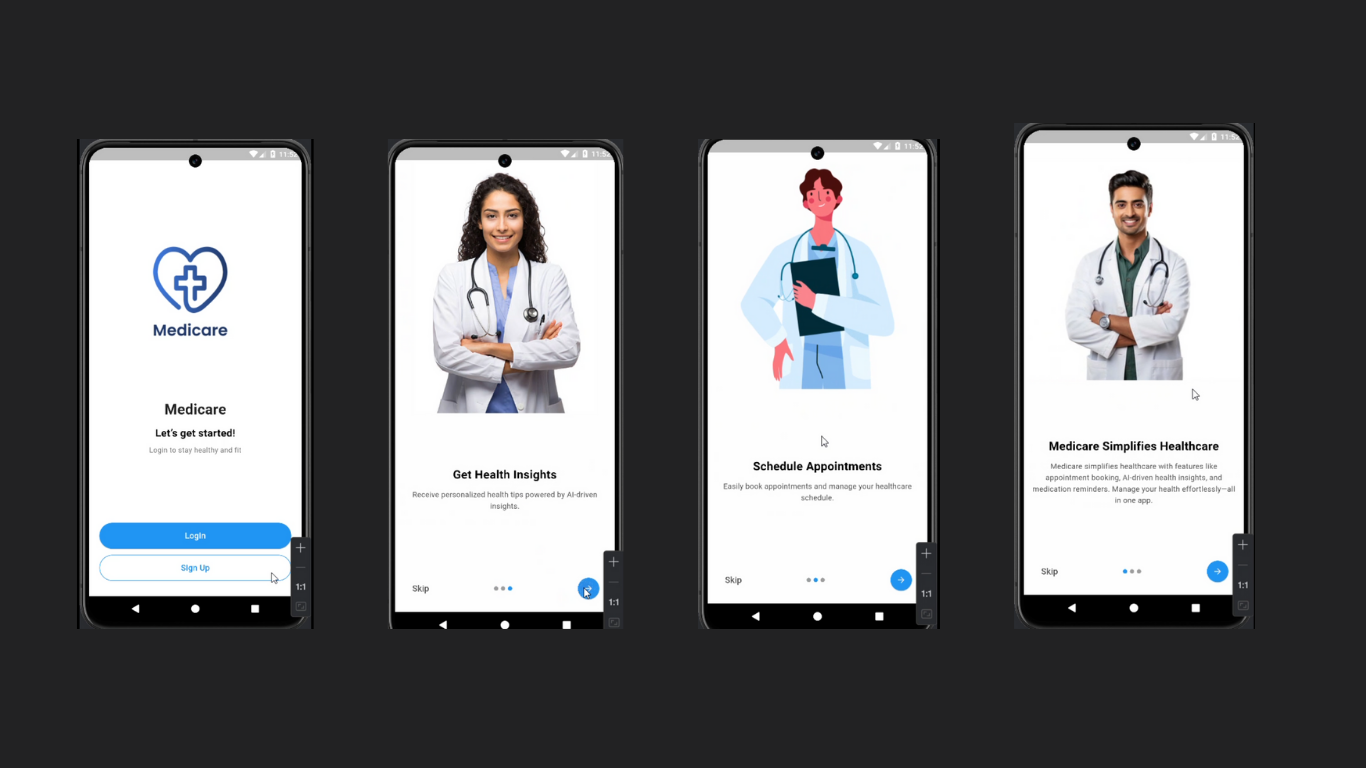 11:52
Medicare
Medicare
Let's get started!
Login to stay healthy and fit
Login
Sign Up
1:1
11:52
Get Health Insights
Receive personalized health tips powered by AI-driven
insights.
Skip
1:1
11:52
Schedule Appointments
Easily book appointments and manage your healthcare
schedule.
Skip
1:1
11:52
Medicare Simplifies Healthcare
Medicare simplifies healthcare with features like
appointment booking, AI-driven health insights, and
medication reminders. Manage your health effortlessly—all
in one app.
Skip
1:1